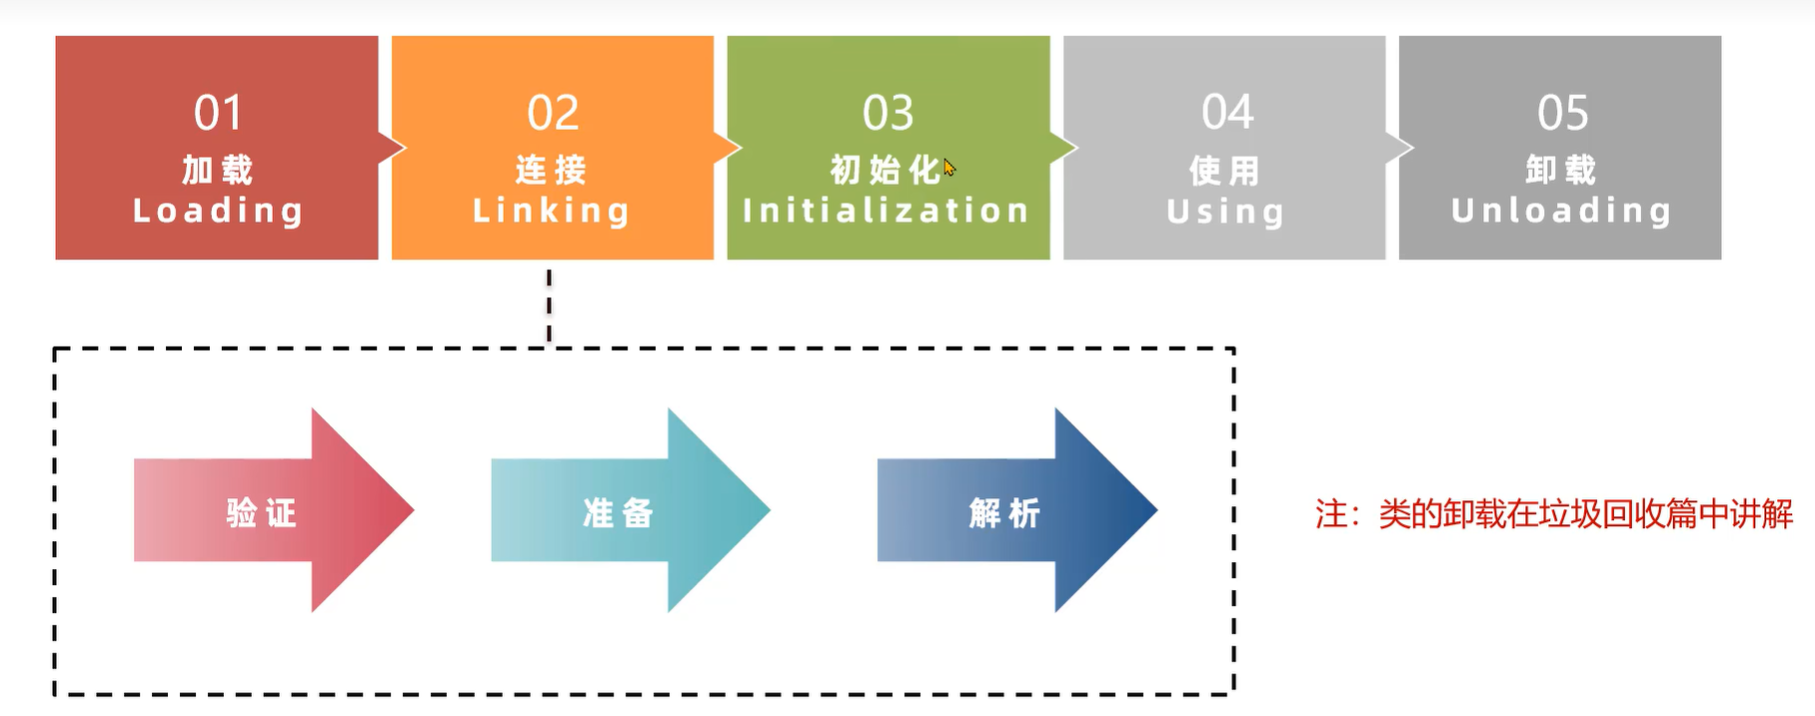 01
加载
Loading
02
连接
Linking
03
初始化
Initialization
04
使用
Using
05
卸载
Unloading
验证
准备
解析
注：类的卸载在垃圾回收篇中讲解